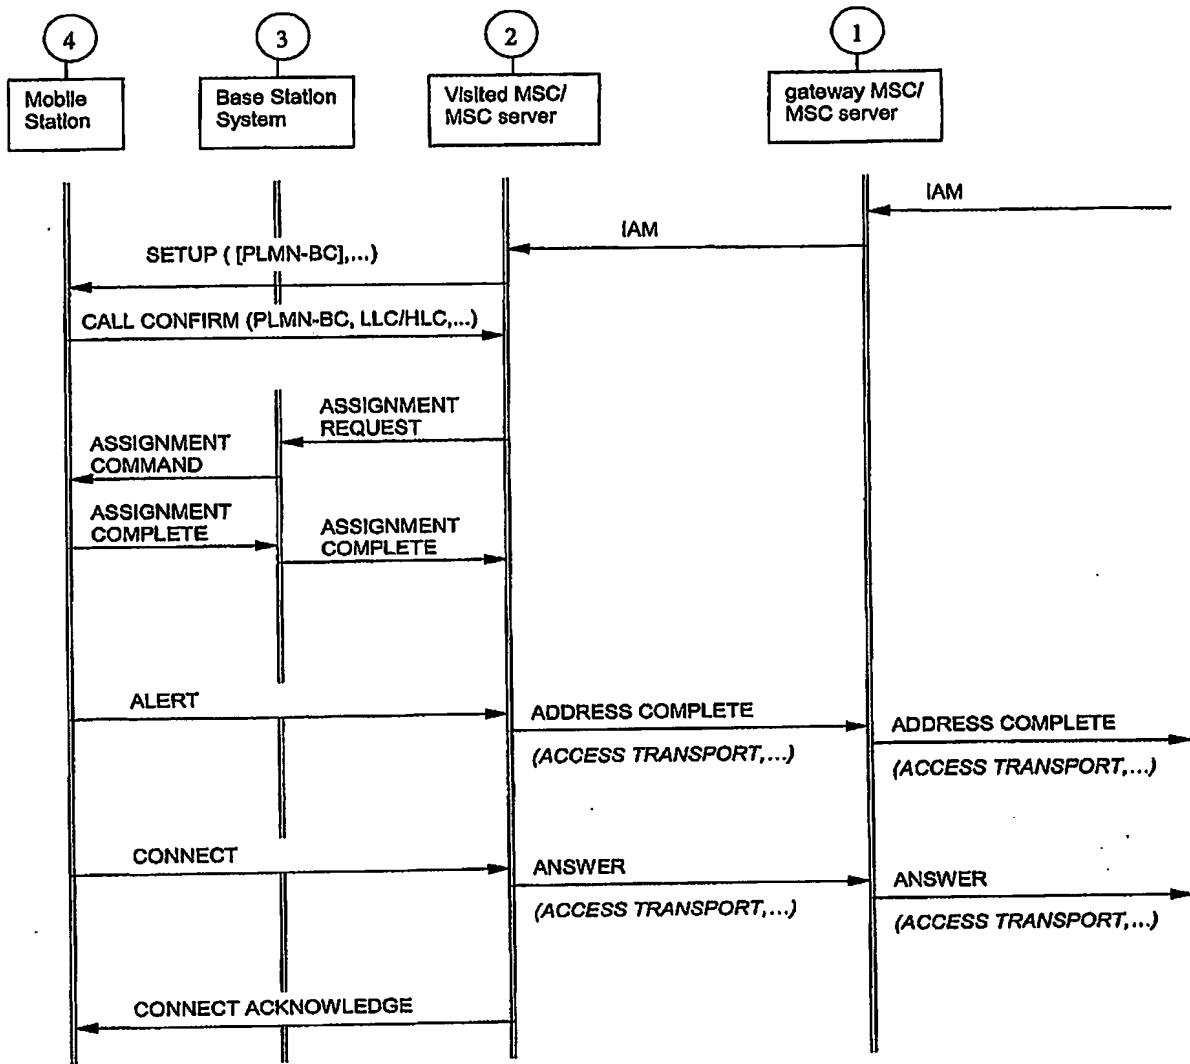 4
3
2
1
Mobile
Station
Base Station
System
Visited MSC/
MSC server
gateway MSC/
MSC server
IAM
IAM
SETUP ( [PLMN-BC],...)
CALL CONFIRM (PLMN-BC, LLC/HLC,...)
ASSIGNMENT
REQUEST
ASSIGNMENT
COMMAND
ASSIGNMENT
COMPLETE
ASSIGNMENT
COMPLETE
ALERT
ADDRESS COMPLETE
(ACCESS TRANSPORT,...)
ADDRESS COMPLETE
(ACCESS TRANSPORT,...)
CONNECT
ANSWER
(ACCESS TRANSPORT,...)
ANSWER
(ACCESS TRANSPORT,...)
CONNECT ACKNOWLEDGE